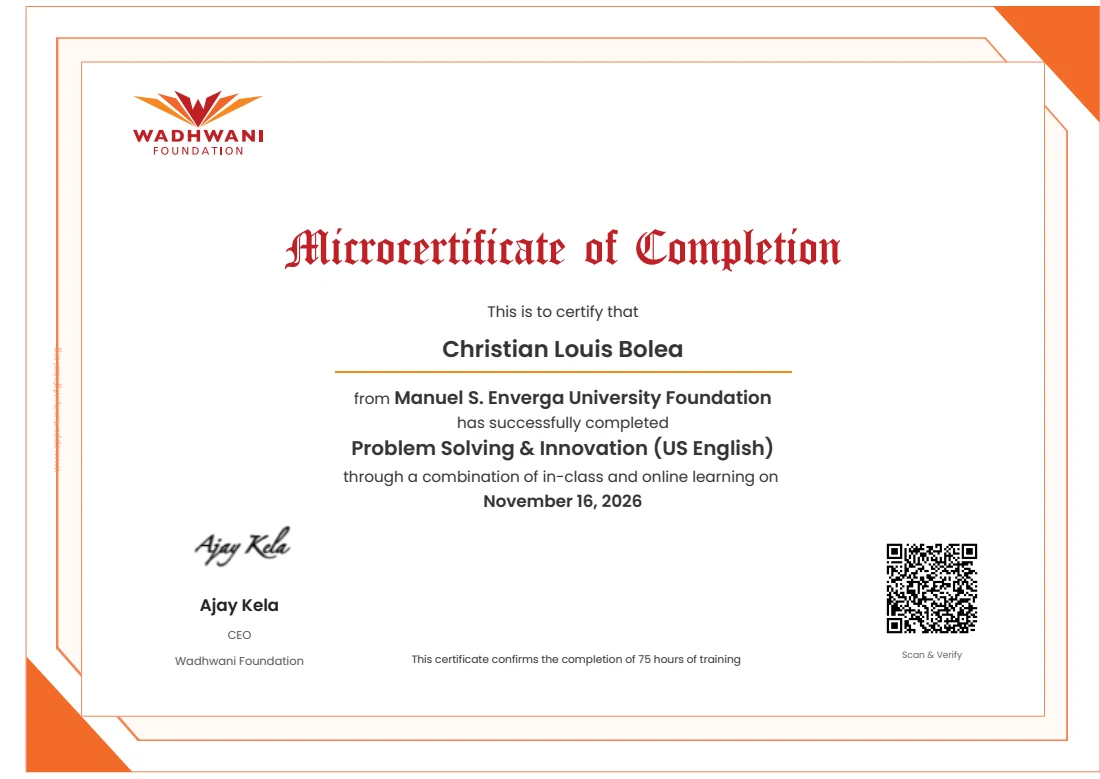 WADHWANI
FOUNDATION
Microcertificate of Completion
This is to certify that
Christian Louis Bolea
from Manuel S. Enverga University Foundation
has successfully completed
Problem Solving & Innovation (US English)
through a combination of in-class and online learning on
November 16, 2026
Ajay Kela
Ajay Kela
CEO
Wadhwani Foundation
This certificate confirms the completion of 75 hours of training
Scan & Verify